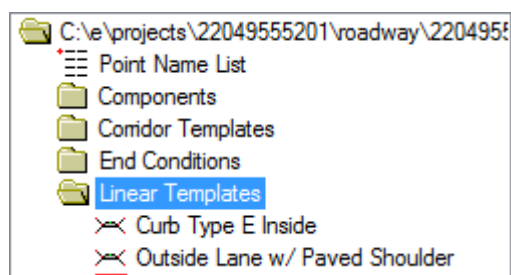 C:\e\projects\22049555201\roadway\2204955
Point Name List
Components
Corridor Templates
End Conditions
Linear Templates
Curb Type E Inside
Outside Lane w/ Paved Shoulder